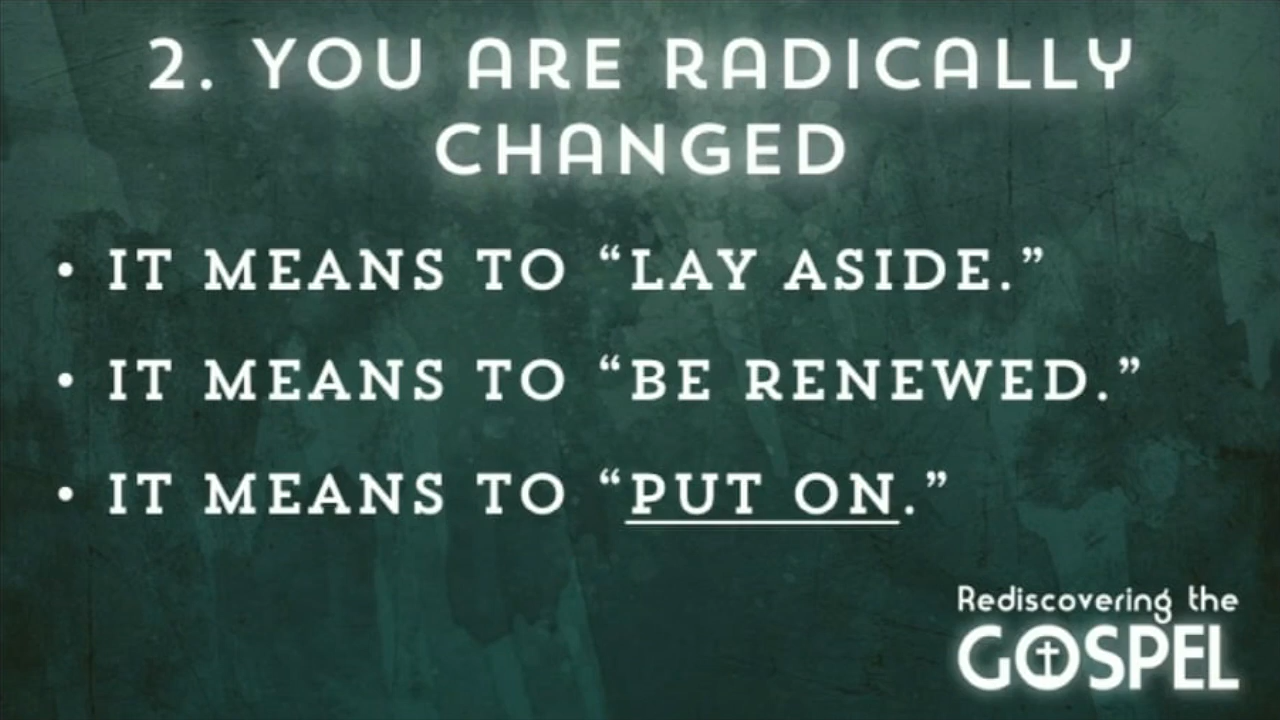 2. YOU ARE RADICALLY
CHANGED
• IT MEANS TO “LAY ASIDE.”
• IT MEANS TO “BE RENEWED.”
• IT MEANS TO “PUT ON.”
Rediscovering the
GOSPEL